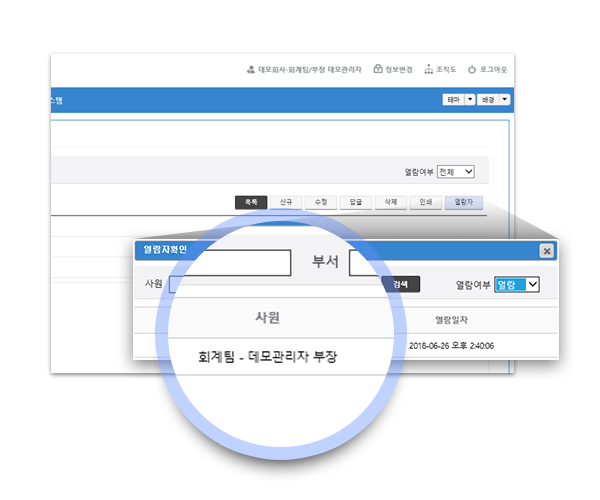 데모회사-회계팀/부장 데모관리자 정보변경 조직도 로그아웃
스템 테마 배경
열람여부 전체
목록 신규 수정 답글 삭제 인쇄 열람자
열람자확인
부서
사원 검색 열람여부 열람
사원 열람일자
회계팀 - 데모관리자 부장 2018-06-26 오후 2:40:06